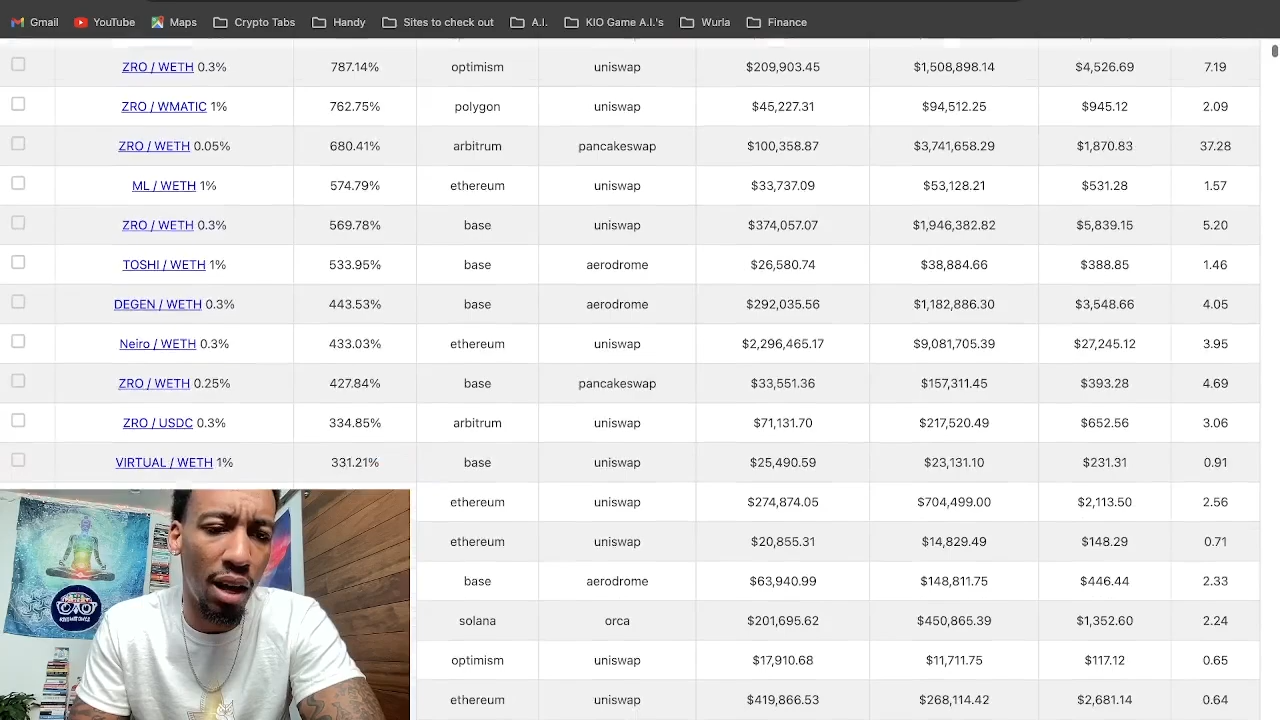 Gmail YouTube Maps Crypto Tabs Handy Sites to check out A.I. KIO Game A.I.'s Wurla Finance
ZRO / WETH 0.3% 787.14% optimism uniswap $209,903.45 $1,508,898.14 $4,526.69 7.19
ZRO / WMATIC 1% 762.75% polygon uniswap $45,227.31 $94,512.25 $945.12 2.09
ZRO / WETH 0.05% 680.41% arbitrum pancakeswap $100,358.87 $3,741,658.29 $1,870.83 37.28
ML / WETH 1% 574.79% ethereum uniswap $33,737.09 $53,128.21 $531.28 1.57
ZRO / WETH 0.3% 569.78% base uniswap $374,057.07 $1,946,382.82 $5,839.15 5.20
TOSHI / WETH 1% 533.95% base aerodrome $26,580.74 $38,884.66 $388.85 1.46
DEGEN / WETH 0.3% 443.53% base aerodrome $292,035.56 $1,182,886.30 $3,548.66 4.05
Neiro / WETH 0.3% 433.03% ethereum uniswap $2,296,465.17 $9,081,705.39 $27,245.12 3.95
ZRO / WETH 0.25% 427.84% base pancakeswap $33,551.36 $157,311.45 $393.28 4.69
ZRO / USDC 0.3% 334.85% arbitrum uniswap $71,131.70 $217,520.49 $652.56 3.06
VIRTUAL / WETH 1% 331.21% base uniswap $25,490.59 $23,131.10 $231.31 0.91
ethereum uniswap $274,874.05 $704,499.00 $2,113.50 2.56
ethereum uniswap $20,855.31 $14,829.49 $148.29 0.71
base aerodrome $63,940.99 $148,811.75 $446.44 2.33
solana orca $201,695.62 $450,865.39 $1,352.60 2.24
optimism uniswap $17,910.68 $11,711.75 $117.12 0.65
ethereum uniswap $419,866.53 $268,114.42 $2,681.14 0.64